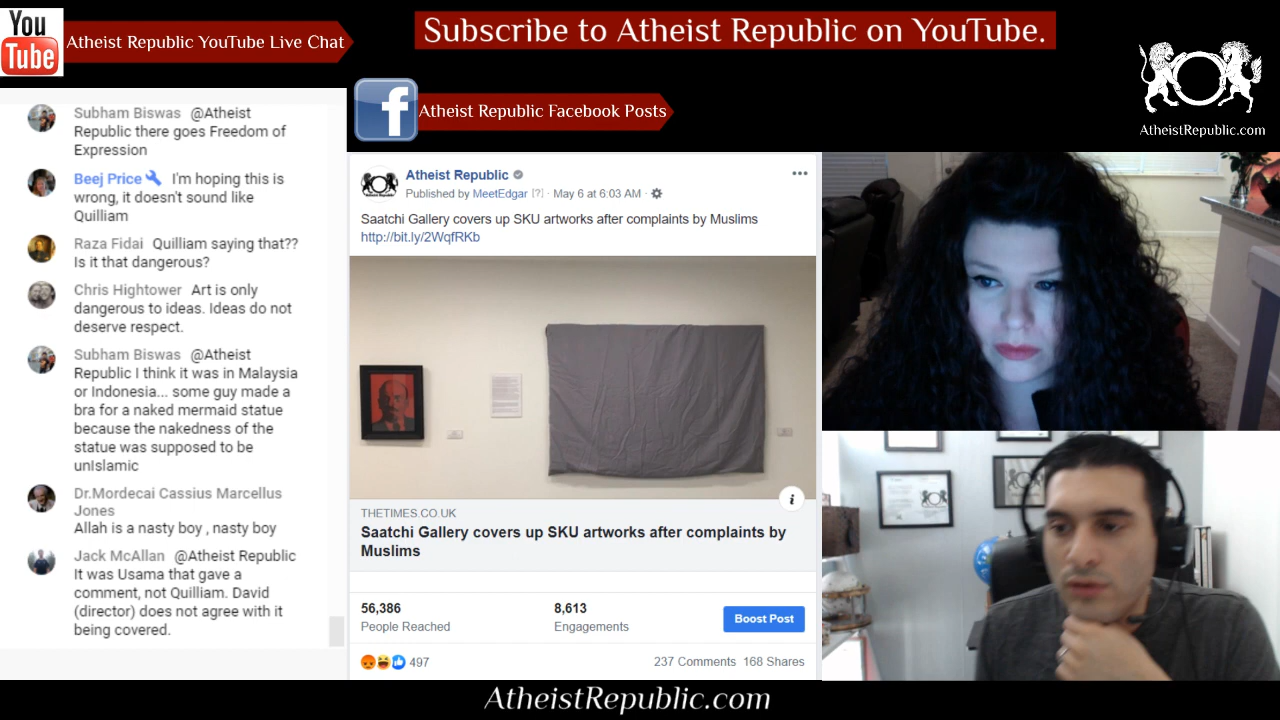 You
Tube
Atheist Republic YouTube Live Chat
Subscribe to Atheist Republic on YouTube.
AtheistRepublic.com
f
Atheist Republic Facebook Posts
Subham Biswas @Atheist
Republic there goes Freedom of
Expression
Beej Price I'm hoping this is
wrong, it doesn't sound like
Quilliam
Raza Fidai Quilliam saying that??
Is it that dangerous?
Chris Hightower Art is only
dangerous to ideas. Ideas do not
deserve respect.
Subham Biswas @Atheist
Republic I think it was in Malaysia
or Indonesia... some guy made a
bra for a naked mermaid statue
because the nakedness of the
statue was supposed to be
unIslamic
Dr.Mordecai Cassius Marcellus
Jones
Allah is a nasty boy , nasty boy
Jack McAllan @Atheist Republic
It was Usama that gave a
comment, not Quilliam. David
(director) does not agree with it
being covered.
Atheist Republic
Published by MeetEdgar [?] · May 6 at 6:03 AM ·
Saatchi Gallery covers up SKU artworks after complaints by Muslims
http://bit.ly/2WqfRKb
i
THETIMES.CO.UK
Saatchi Gallery covers up SKU artworks after complaints by
Muslims
56,386
People Reached
8,613
Engagements
Boost Post
497
237 Comments 168 Shares
AtheistRepublic.com